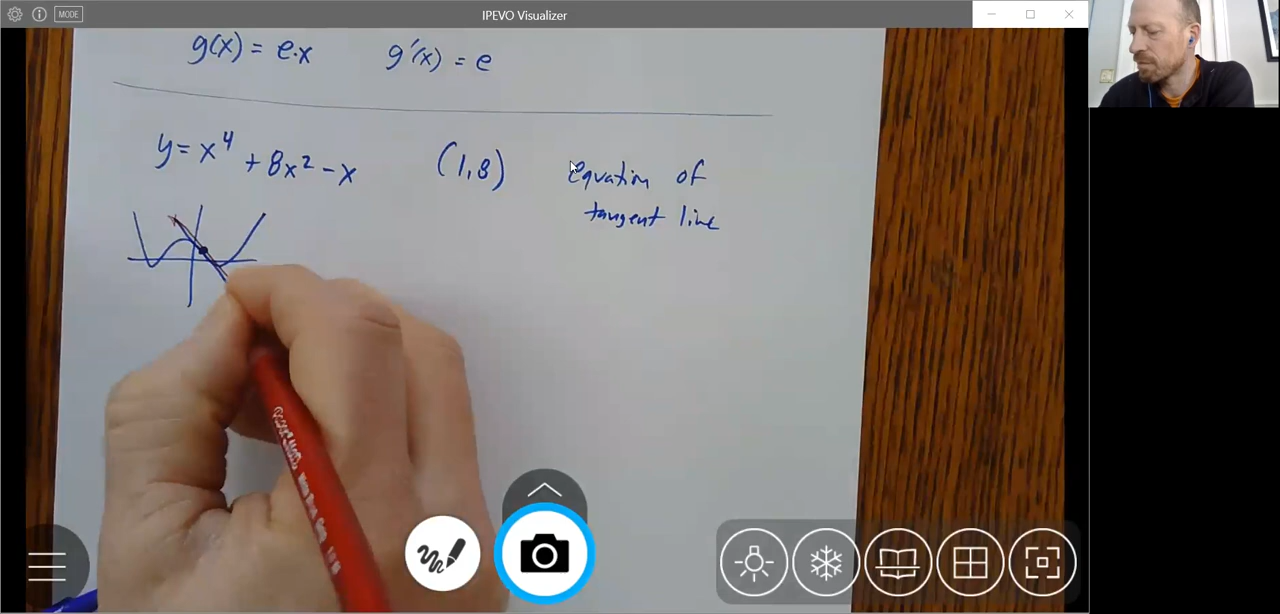 MODE
IPEVO Visualizer
g(x) = e·x g'(x) = e
y = x⁴ + 8x² - x (1,8) Equation of
tangent line